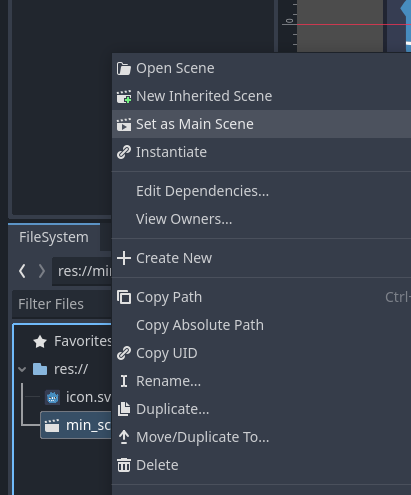 Open Scene
New Inherited Scene
Set as Main Scene
Instantiate
Edit Dependencies...
View Owners...
FileSystem
Create New
res://mi
Copy Path Ctrl+
Filter Files
Copy Absolute Path
Favorites
Copy UID
res://
Rename...
icon.sv
Duplicate...
min_sc
Move/Duplicate To...
Delete